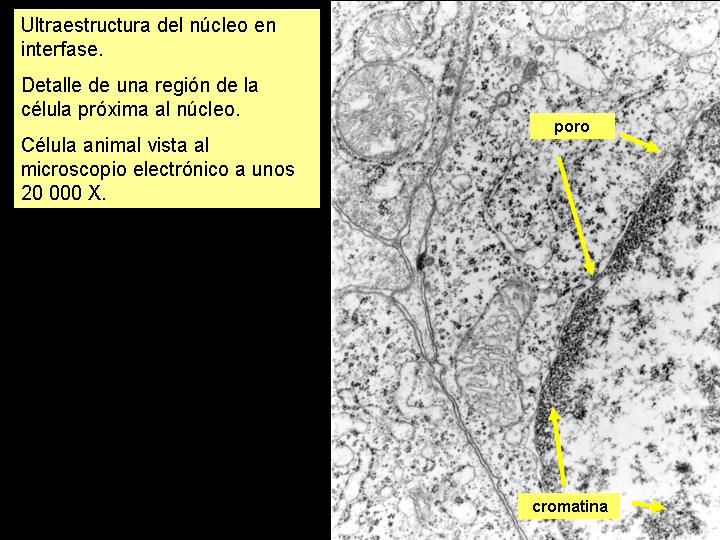 Ultraestructura del núcleo en
interfase.
Detalle de una región de la
célula próxima al núcleo.
Célula animal vista al
microscopio electrónico a unos
20 000 X.
poro
cromatina